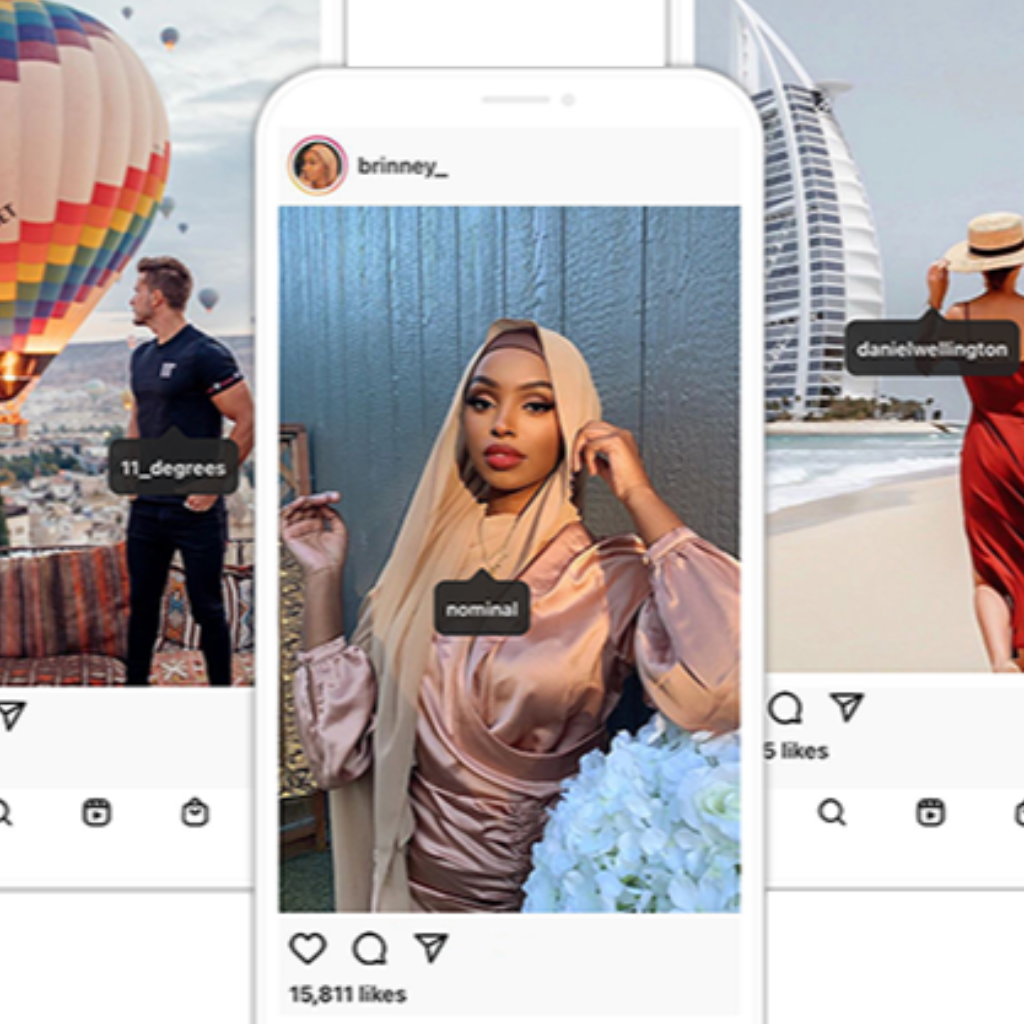 brinney_
11_degrees
nominal
danielwellington
5 likes
15,811 likes